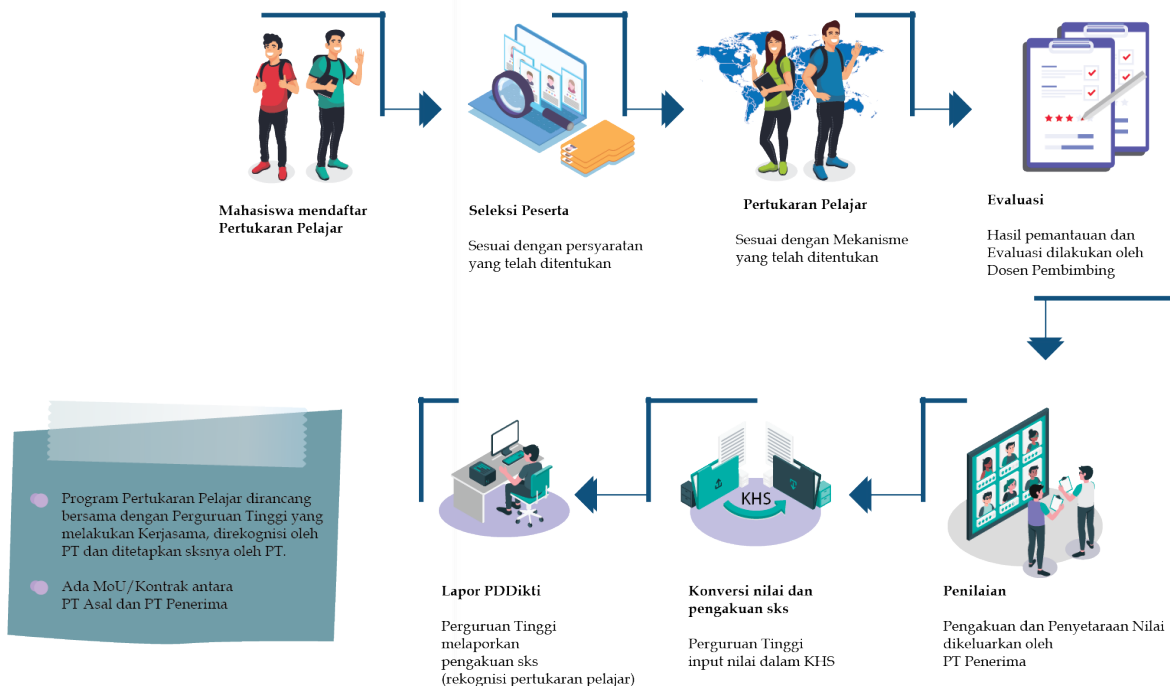 Mahasiswa mendaftar
Pertukaran Pelajar
Seleksi Peserta
Sesuai dengan persyaratan
yang telah ditentukan
Pertukaran Pelajar
Sesuai dengan Mekanisme
yang telah ditentukan
Evaluasi
Hasil pemantauan dan
Evaluasi dilakukan oleh
Dosen Pembimbing
Penilaian
Pengakuan dan Penyetaraan Nilai
dikeluarkan oleh
PT Penerima
KHS
Konversi nilai dan
pengakuan sks
Perguruan Tinggi
input nilai dalam KHS
Lapor PDDikti
Perguruan Tinggi
melaporkan
pengakuan sks
(rekognisi pertukaran pelajar)
Program Pertukaran Pelajar dirancang
bersama dengan Perguruan Tinggi yang
melakukan Kerjasama, direkognisi oleh
PT dan ditetapkan sksnya oleh PT.
Ada MoU/Kontrak antara
PT Asal dan PT Penerima